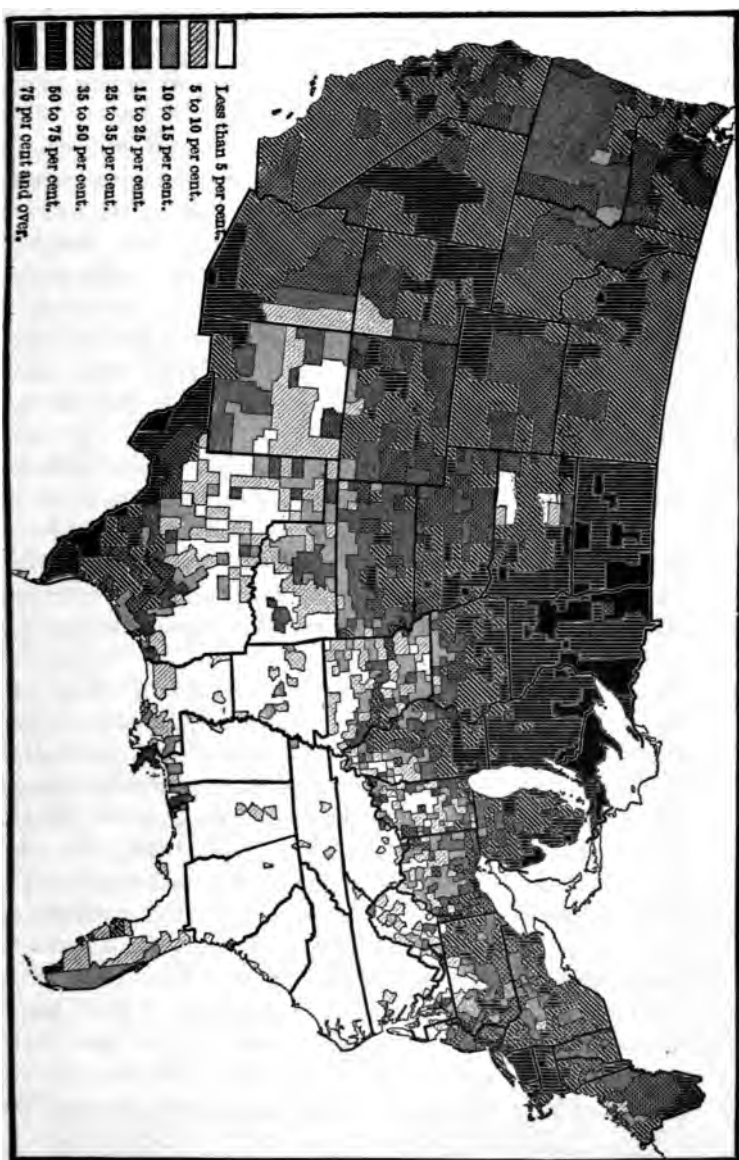 Less than 5 per cent.
5 to 10 per cent.
10 to 15 per cent.
15 to 25 per cent.
25 to 35 per cent.
35 to 50 per cent.
50 to 75 per cent.
75 per cent and over.